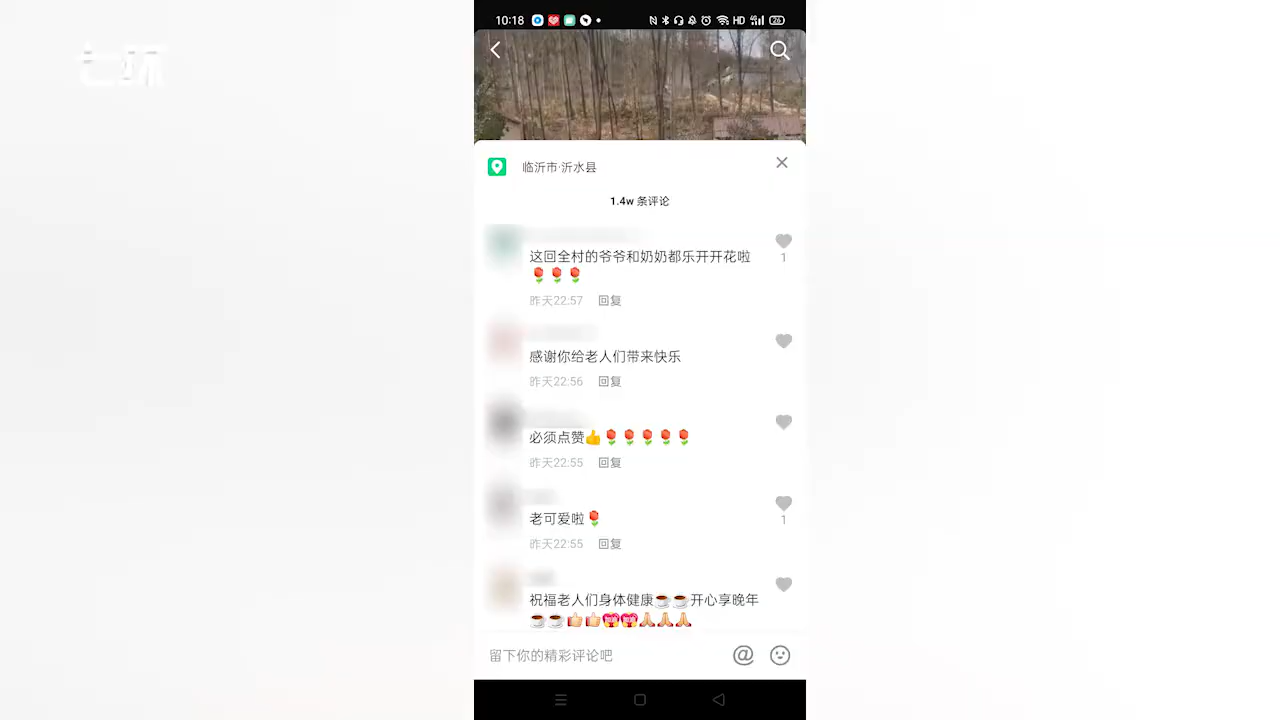 七环
10:18
HD
26
临沂市·沂水县
1.4w 条评论
这回全村的爷爷和奶奶都乐开开花啦
🌹🌹🌹
1
昨天22:57 回复
感谢你给老人们带来快乐
昨天22:56 回复
必须点赞👍🌹🌹🌹🌹🌹
昨天22:55 回复
老可爱啦🌹
1
昨天22:55 回复
祝福老人们身体健康☕☕开心享晚年
☕☕👍👍💝💝🙏🙏🙏
留下你的精彩评论吧